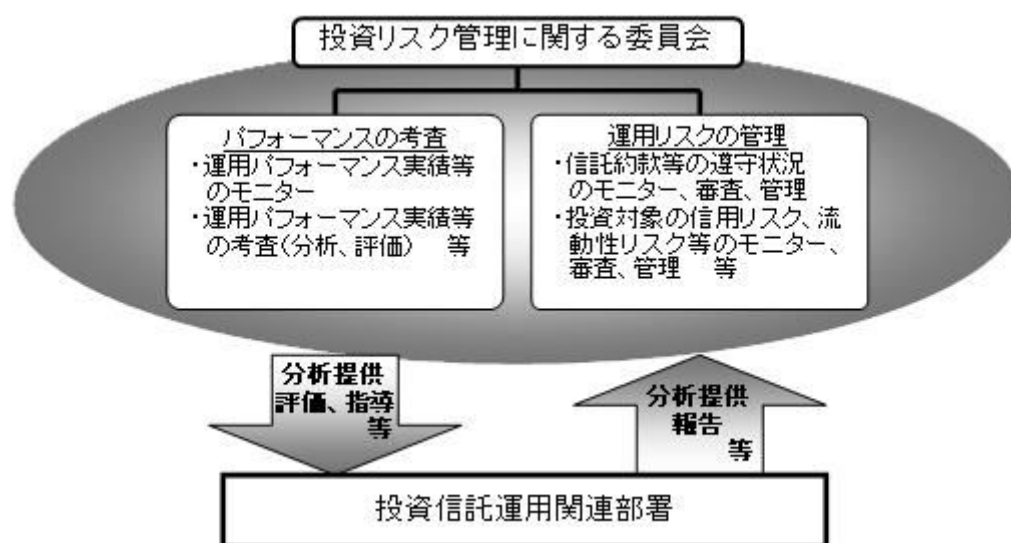 投資リスク管理に関する委員会
パフォーマンスの考査
・運用パフォーマンス実績等
のモニター
・運用パフォーマンス実績等
の考査(分析、評価) 等
運用リスクの管理
・信託約款等の遵守状況
のモニター、審査、管理
・投資対象の信用リスク、流
動性リスク等のモニター、
審査、管理 等
分析提供
評価、指導
等
分析提供
報告
等
投資信託運用関連部署